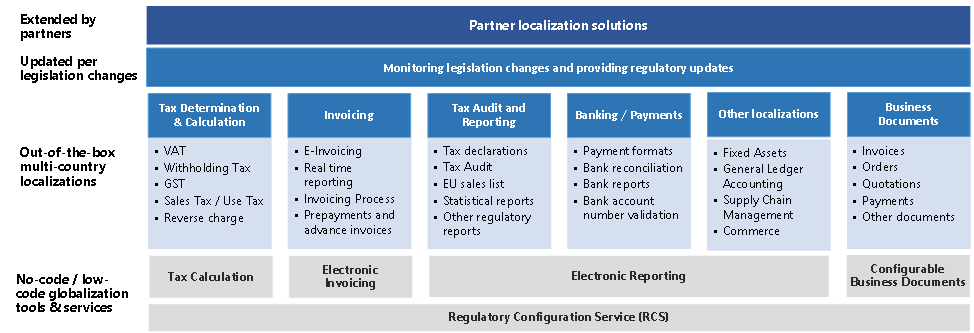 Extended by
partners
Partner localization solutions
Updated per
legislation changes
Monitoring legislation changes and providing regulatory updates
Out-of-the-box
multi-country
localizations
Tax Determination
& Calculation
▪ VAT
▪ Withholding Tax
▪ GST
▪ Sales Tax / Use Tax
▪ Reverse charge
Invoicing
▪ E-Invoicing
▪ Real time
reporting
▪ Invoicing Process
▪ Prepayments and
advance invoices
Tax Audit and
Reporting
▪ Tax declarations
▪ Tax Audit
▪ EU sales list
▪ Statistical reports
▪ Other regulatory
reports
Banking / Payments
▪ Payment formats
▪ Bank reconciliation
▪ Bank reports
▪ Bank account
number validation
Other localizations
▪ Fixed Assets
▪ General Ledger
Accounting
▪ Supply Chain
Management
▪ Commerce
Business
Documents
▪ Invoices
▪ Orders
▪ Quotations
▪ Payments
▪ Other documents
No-code / low-
code globalization
tools & services
Tax Calculation
Electronic
Invoicing
Electronic Reporting
Configurable
Business Documents
Regulatory Configuration Service (RCS)